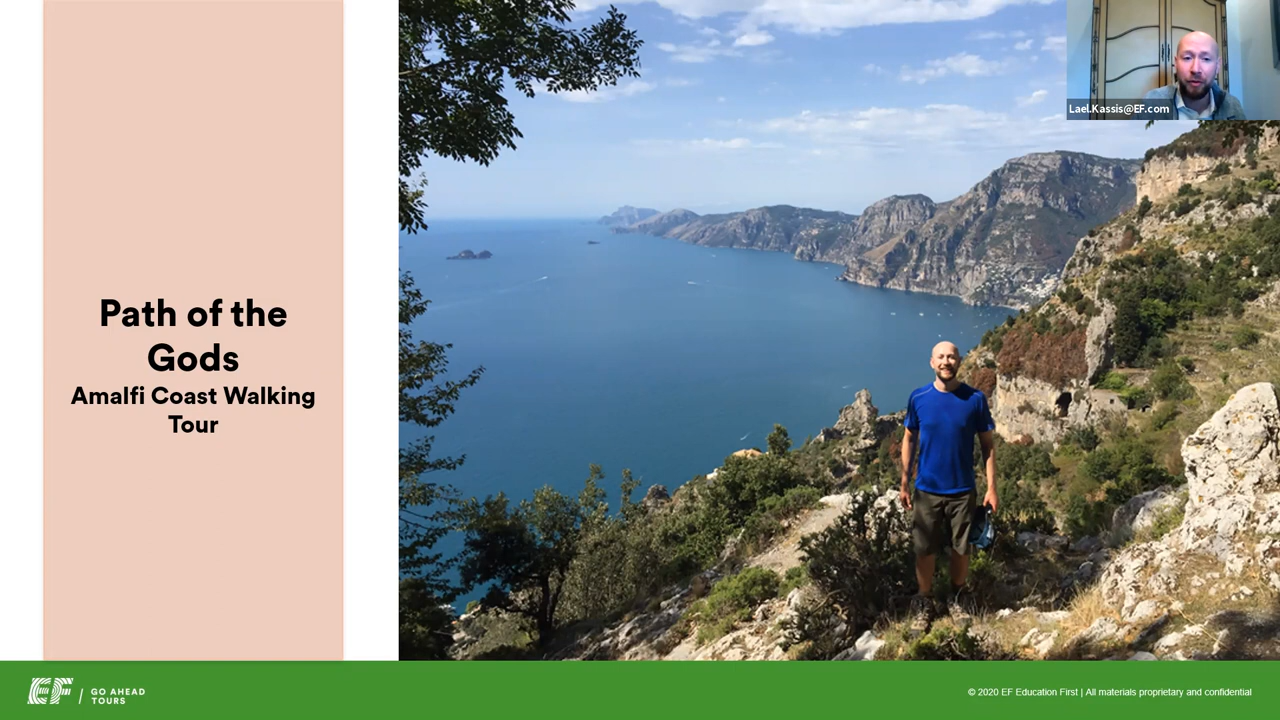 Lael.Kassis@EF.com
Path of the
Gods
Amalfi Coast Walking
Tour
EF / GO AHEAD
TOURS
© 2020 EF Education First | All materials proprietary and confidential